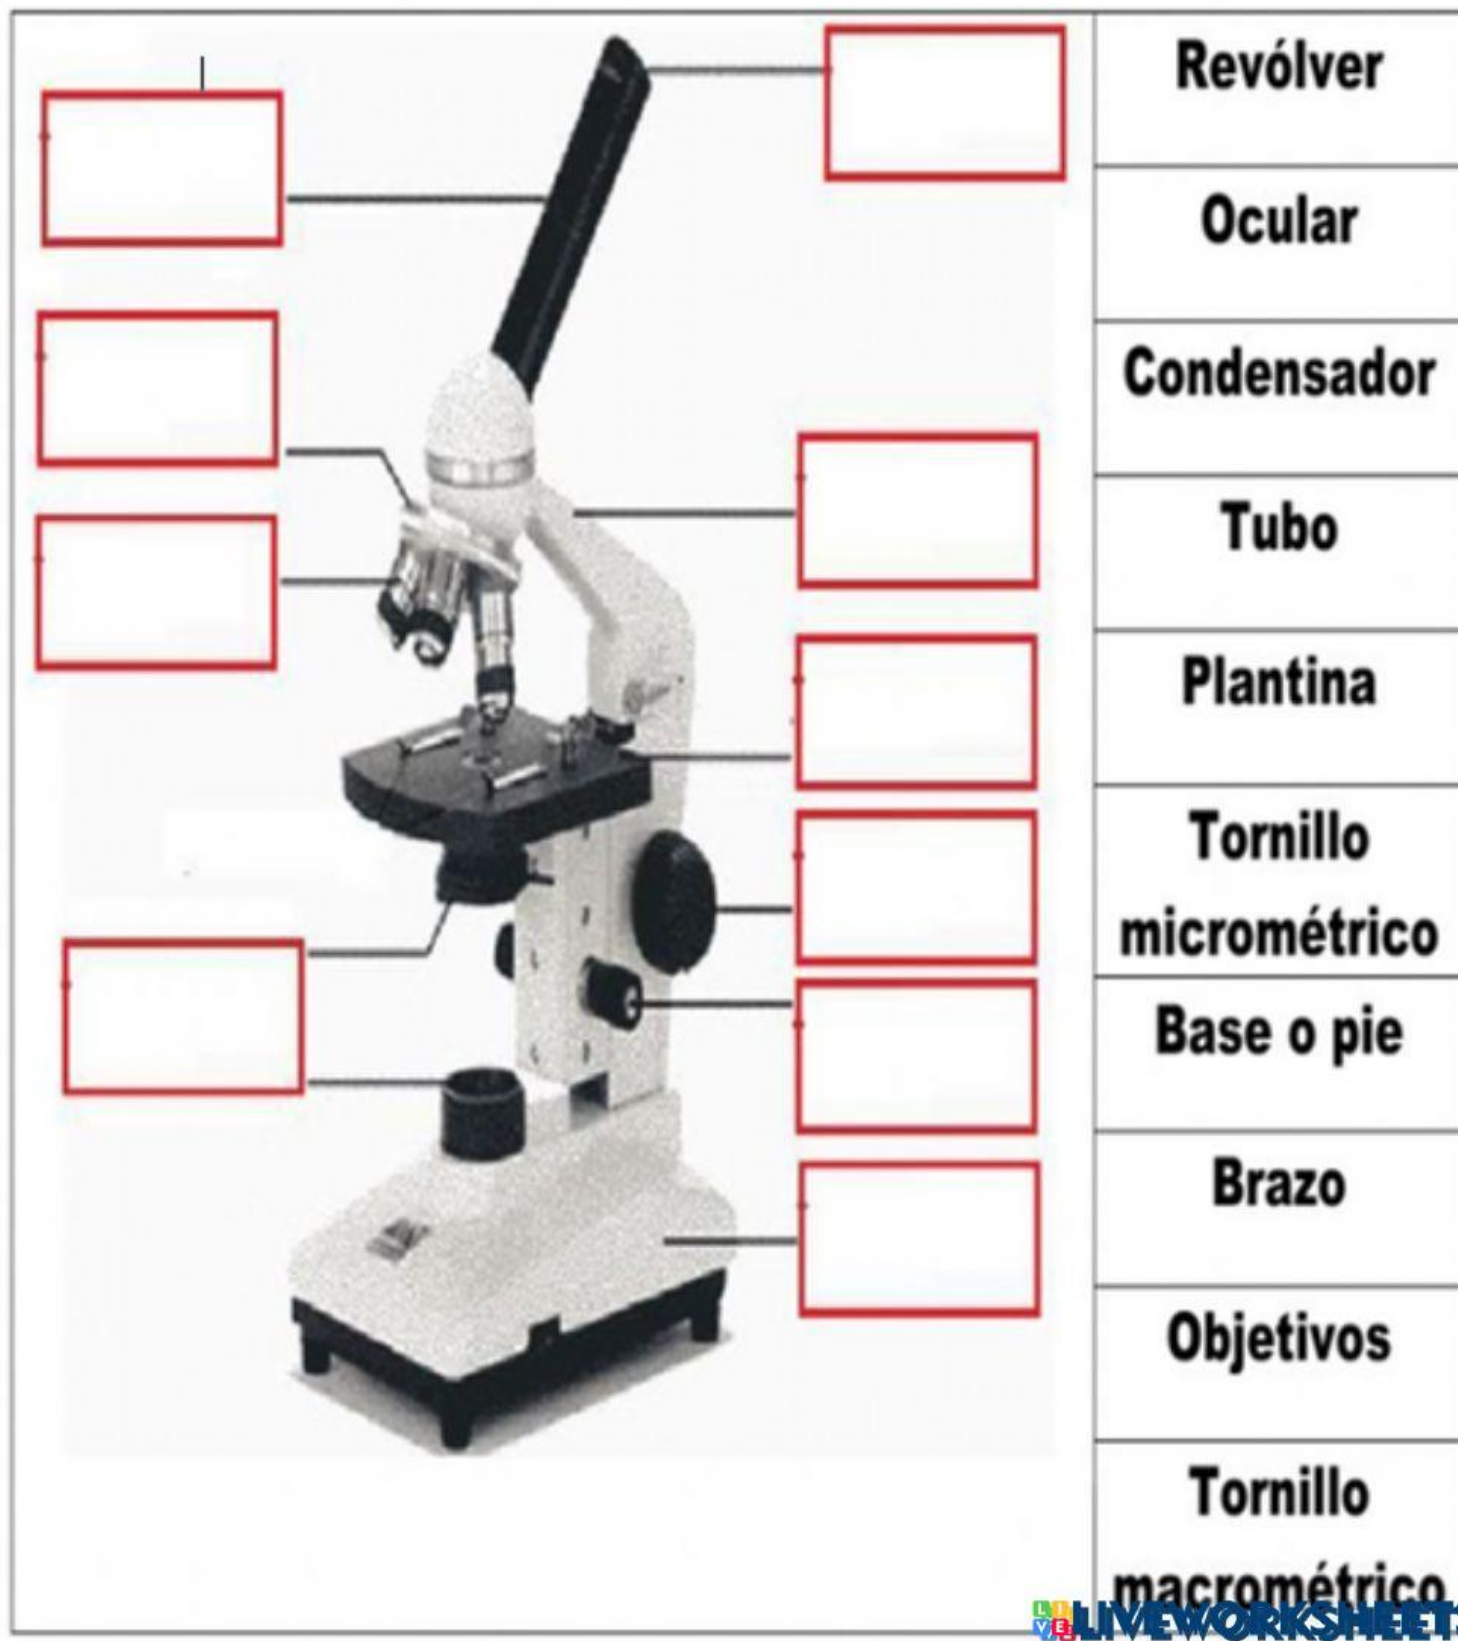 Revólver
Ocular
Condensador
Tubo
Plantina
Tornillo
micrométrico
Base o pie
Brazo
Objetivos
Tornillo
macrométrico
LIVEWORKSHEETS